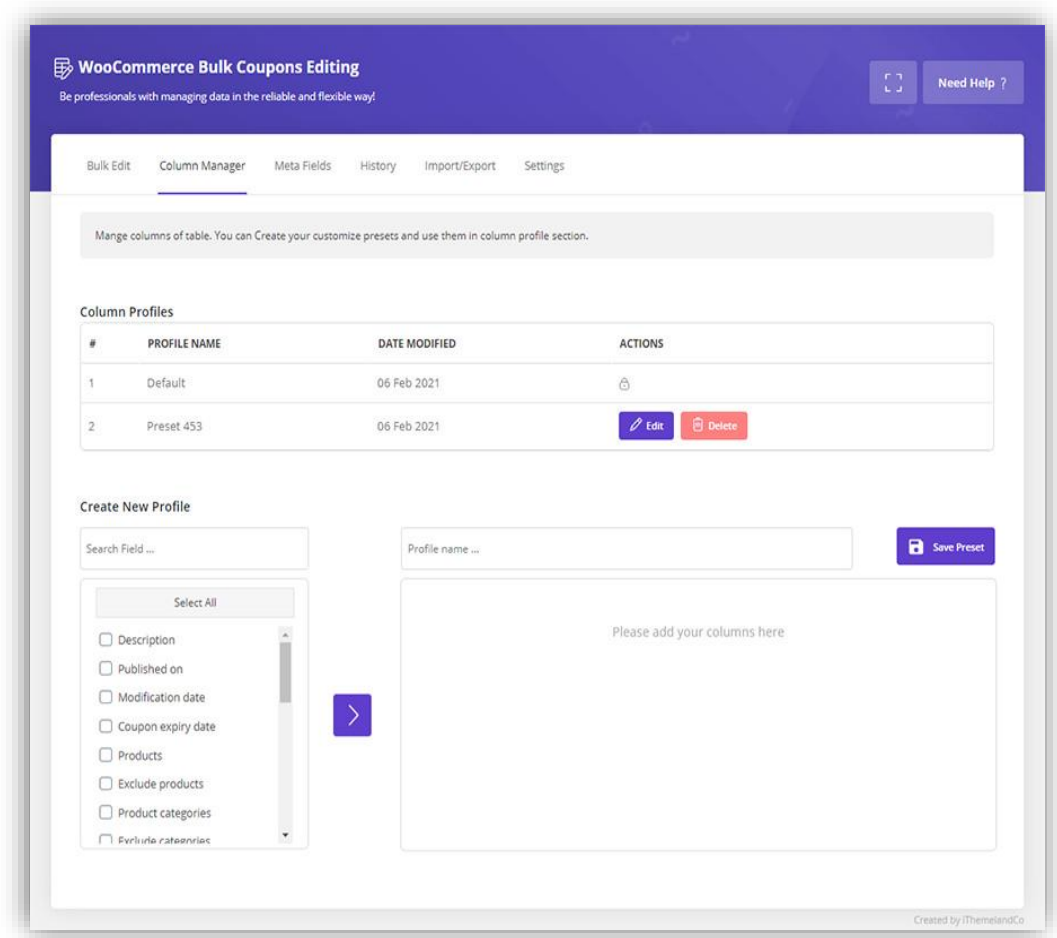 WooCommerce Bulk Coupons Editing
Be professionals with managing data in the reliable and flexible way!
Need Help ?
Bulk Edit Column Manager Meta Fields History Import/Export Settings
Mange columns of table. You can Create your customize presets and use them in column profile section.
Column Profiles
# PROFILE NAME DATE MODIFIED ACTIONS
1 Default 06 Feb 2021
2 Preset 453 06 Feb 2021 Edit Delete
Create New Profile
Search Field ... Profile name ... Save Preset
Select All
Please add your columns here
Description
Published on
Modification date
Coupon expiry date
Products
Exclude products
Product categories
Exclude categories
Created by iThemelandCo